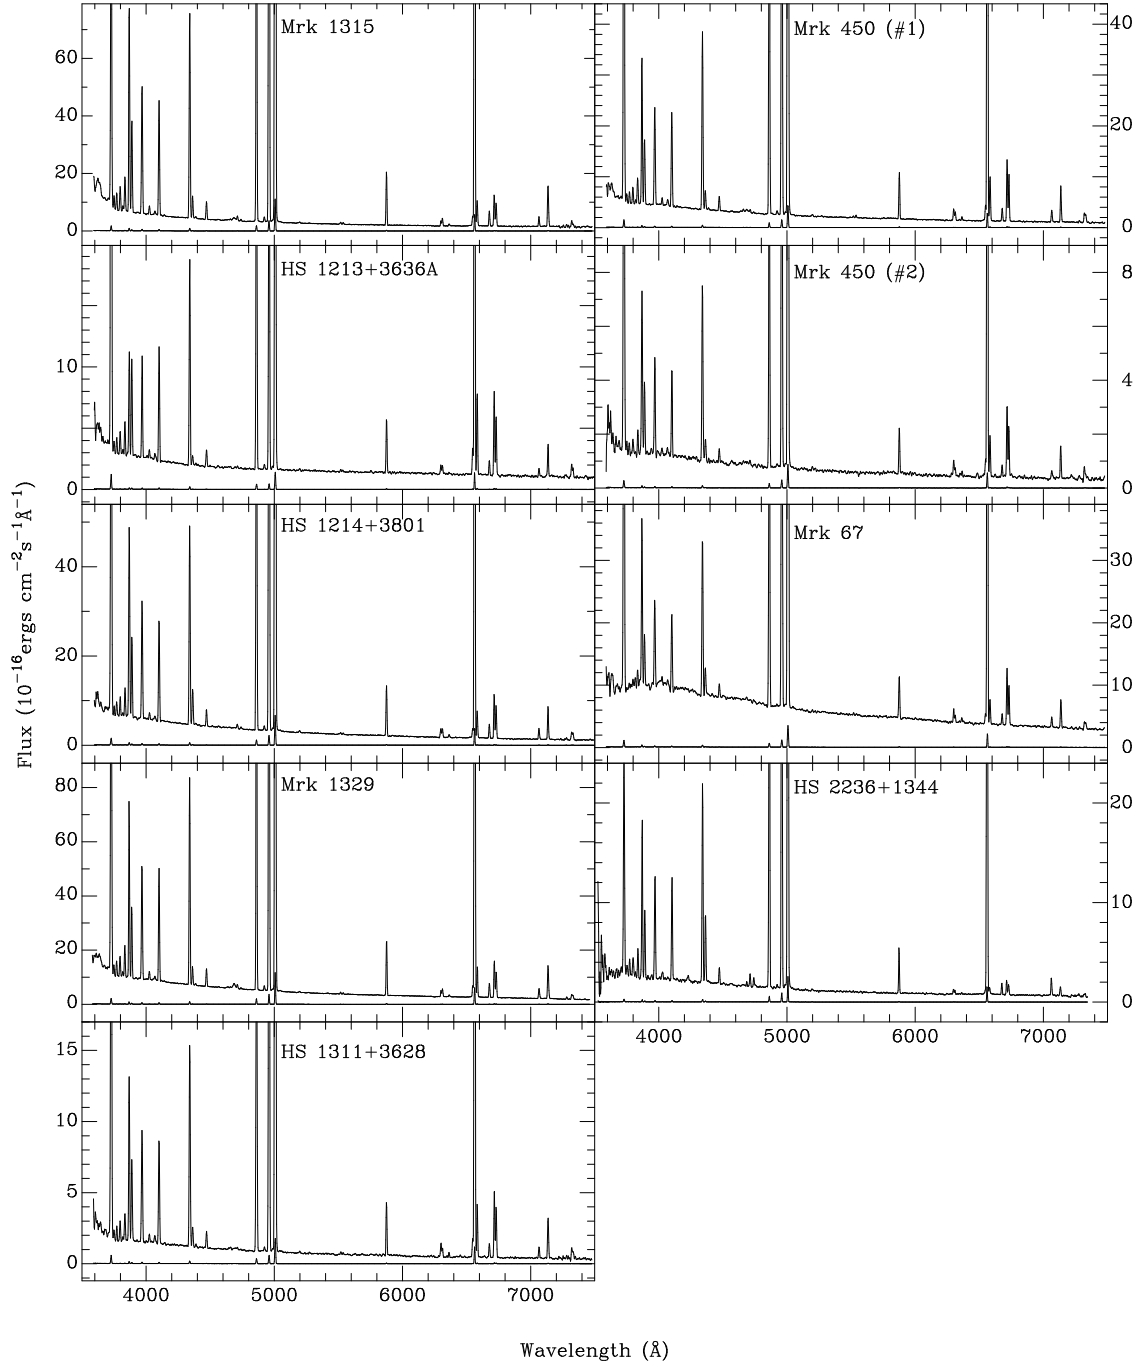 Mrk 1315
Mrk 450 (#1)
60
40
20
0
40
20
0
HS 1213+3636A
Mrk 450 (#2)
10
0
8
4
0
HS 1214+3801
Mrk 67
40
20
0
30
20
10
0
Mrk 1329
HS 2236+1344
80
60
40
20
0
20
10
0
4000 5000 6000 7000
HS 1311+3628
15
10
5
0
4000 5000 6000 7000
Flux (10⁻¹⁶ergs cm⁻²s⁻¹Å⁻¹)
Wavelength (Å)